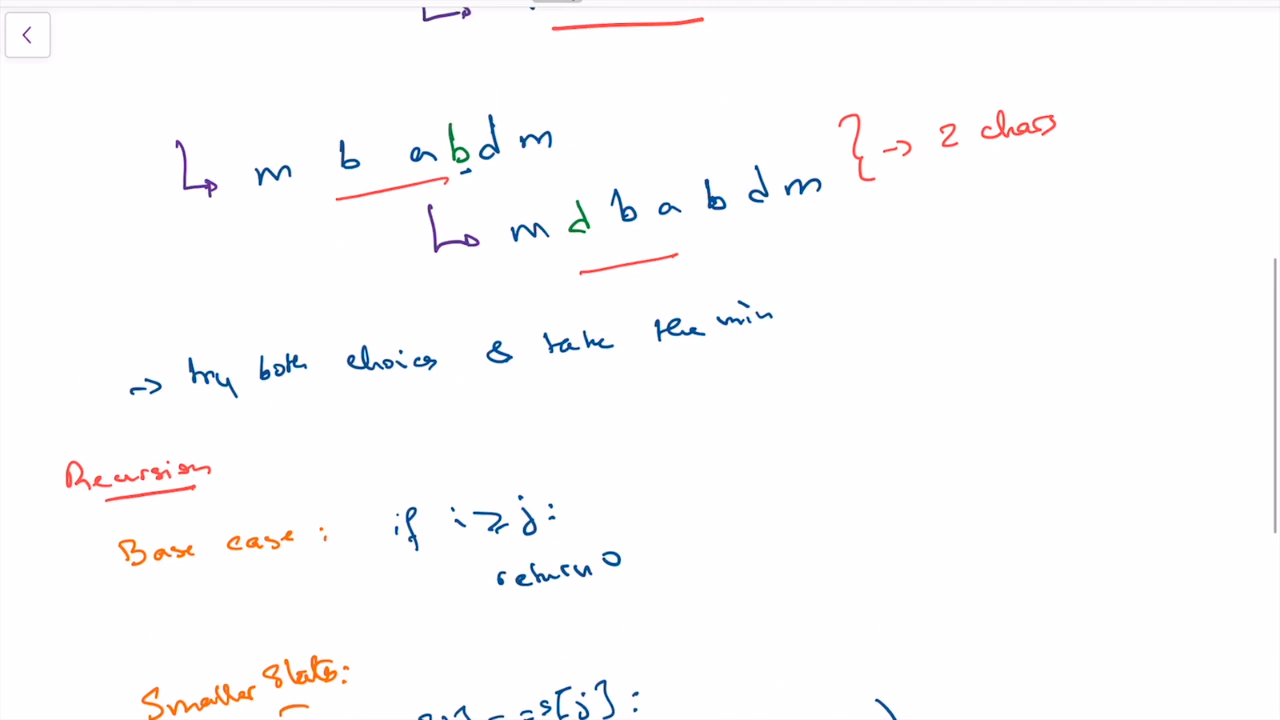 m b a b d m
} → 2 chars
m d b a b d m
→ try both choices & take the min
Recursion
Base case: if i ≥ j:
return 0
Smaller State:
== s[j]: